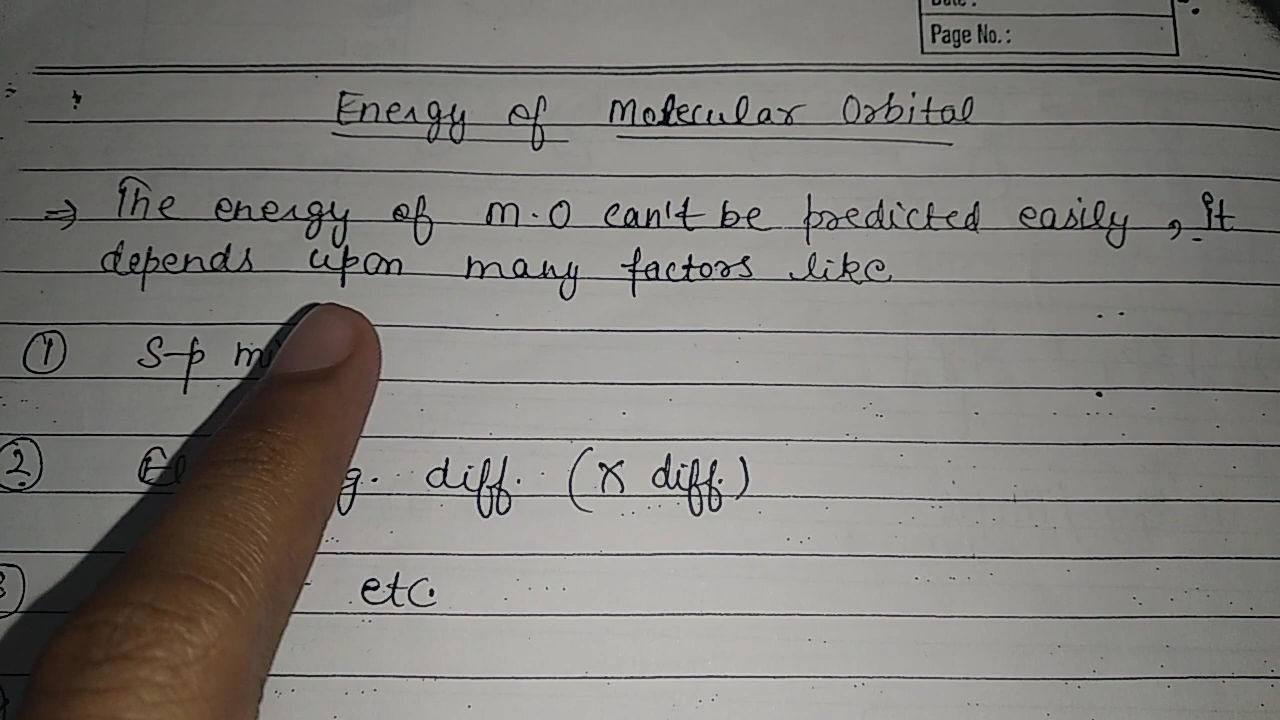 Page No.:
Energy of Molecular Orbital
⇒ The energy of m.o can't be predicted easily, it
depends upon many factors like
① S-p
② diff. (x diff.)
etc.